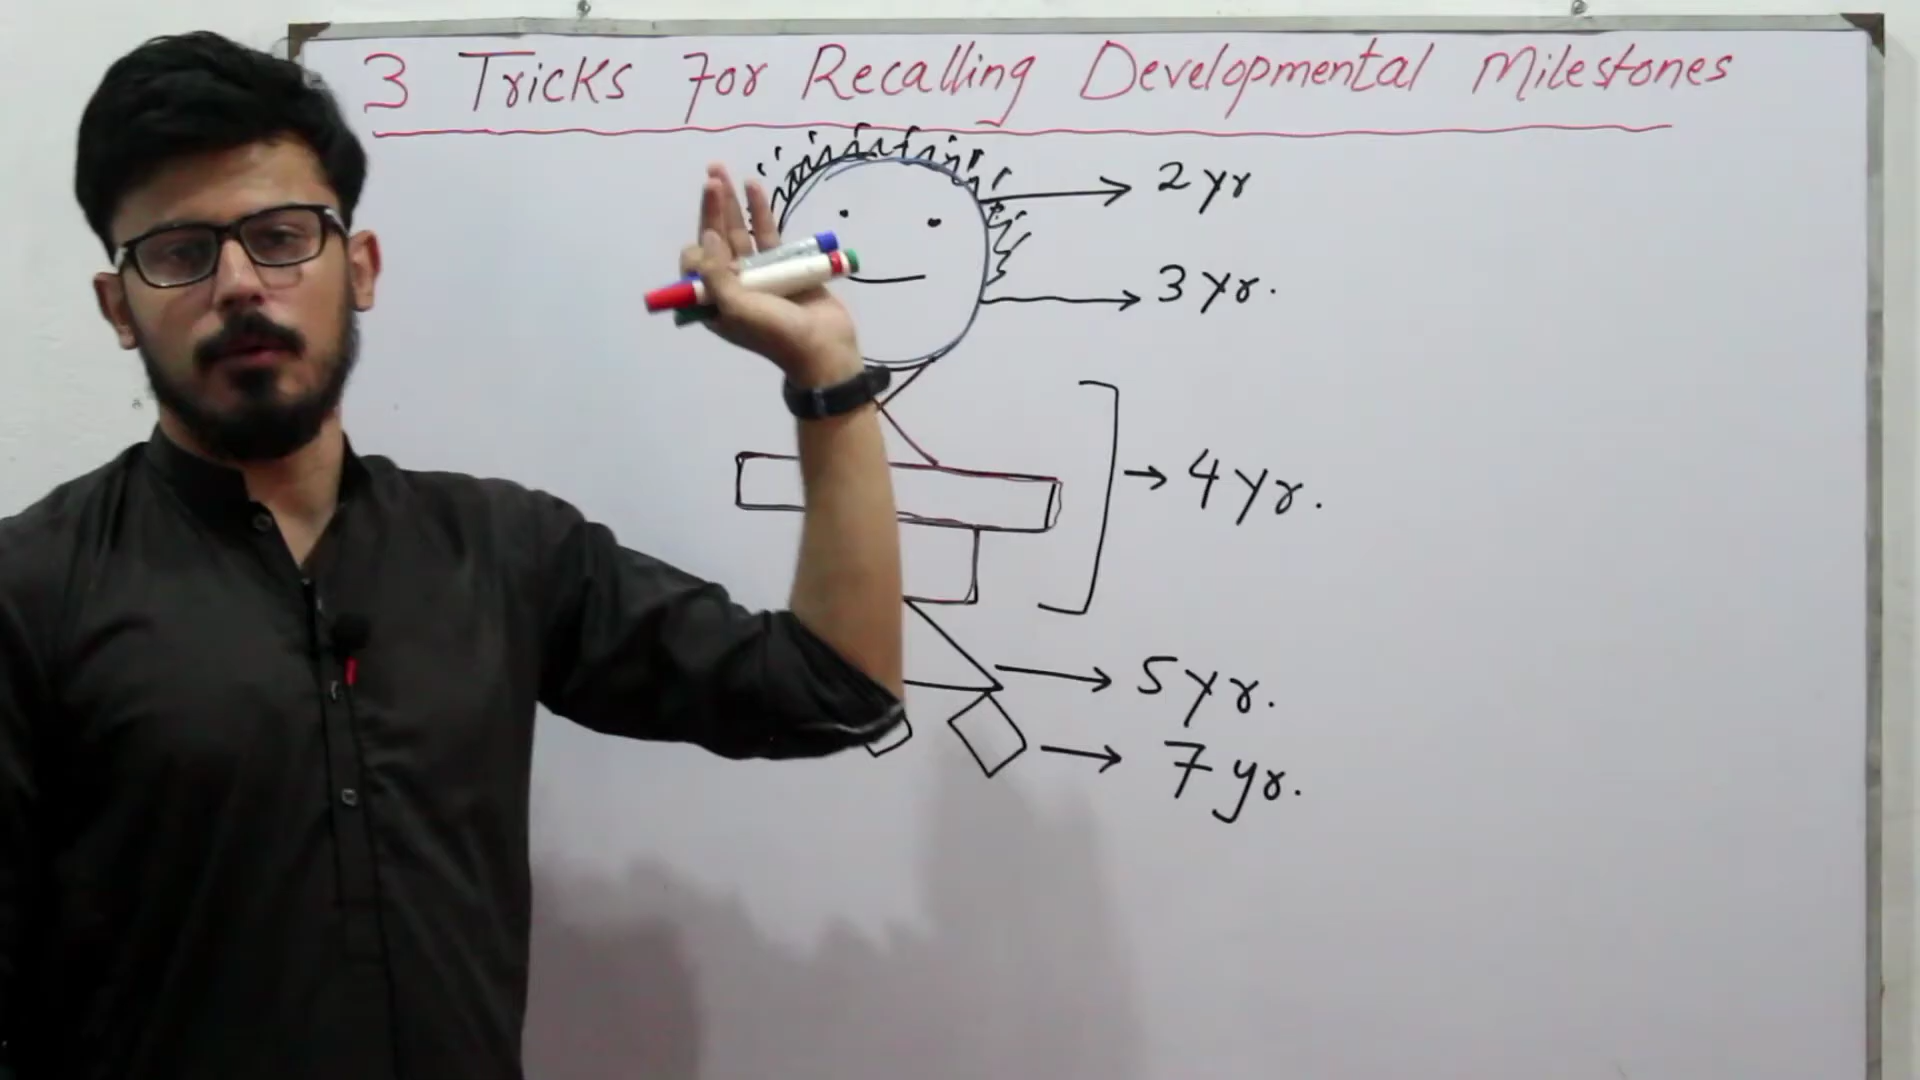 3 Tricks For Recalling Developmental Milestones
2 yr
3 yr.
4 yr.
5 yr.
7 yr.